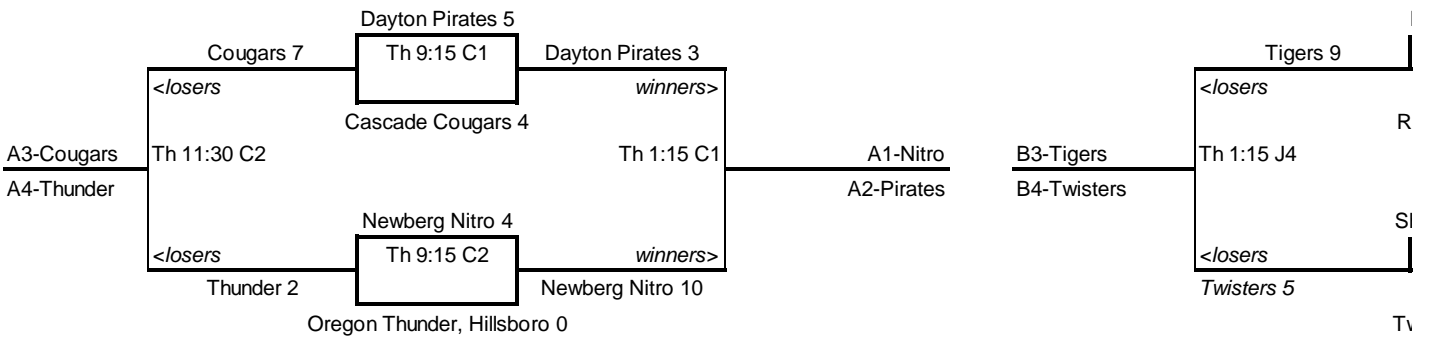 Dayton Pirates 5
Cougars 7
Th 9:15 C1
Dayton Pirates 3
Tigers 9
<losers
winners>
<losers
Cascade Cougars 4
A3-Cougars
Th 11:30 C2
Th 1:15 C1
A1-Nitro
B3-Tigers
Th 1:15 J4
A4-Thunder
A2-Pirates
B4-Twisters
Newberg Nitro 4
<losers
Th 9:15 C2
winners>
<losers
Thunder 2
Newberg Nitro 10
Twisters 5
Oregon Thunder, Hillsboro 0